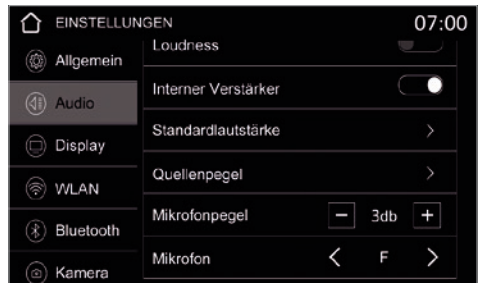 EINSTELLUNGEN 07:00
Allgemein
Audio
Display
WLAN
Bluetooth
Kamera
Loudness
Interner Verstärker
Standardlautstärke
Quellenpegel
Mikrofonpegel − 3db +
Mikrofon F